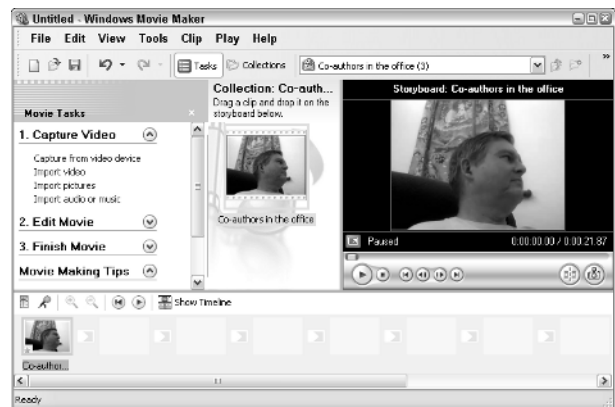 Untitled - Windows Movie Maker
File Edit View Tools Clip Play Help
Tasks Collections Co-authors in the office (3)
Movie Tasks
1. Capture Video
Capture from video device
Import video
Import pictures
Import audio or music
2. Edit Movie
3. Finish Movie
Movie Making Tips
Collection: Co-auth...
Drag a clip and drop it on the
storyboard below.
Co-authors in the office
Storyboard: Co-authors in the office
Paused 0:00:00.00 / 0:00:21.87
Show Timeline
Co-author...
Ready